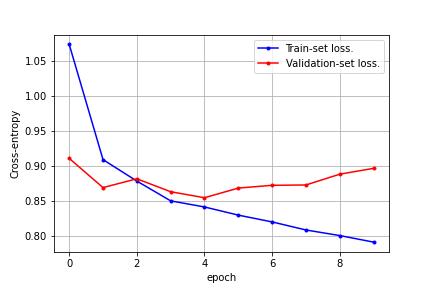 Train-set loss.
Validation-set loss.
1.05
1.00
0.95
0.90
0.85
0.80
Cross-entropy
0 2 4 6 8
epoch